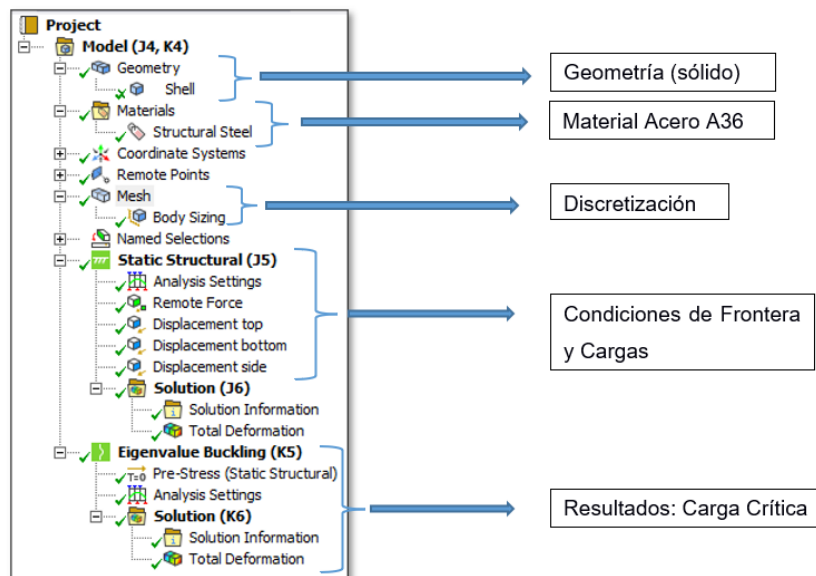 Project
Model (J4, K4)
Geometry
Shell
Materials
Structural Steel
Coordinate Systems
Remote Points
Mesh
Body Sizing
Named Selections
Static Structural (J5)
Analysis Settings
Remote Force
Displacement top
Displacement bottom
Displacement side
Solution (J6)
Solution Information
Total Deformation
Eigenvalue Buckling (K5)
T=0 Pre-Stress (Static Structural)
Analysis Settings
Solution (K6)
Solution Information
Total Deformation
Geometría (sólido)
Material Acero A36
Discretización
Condiciones de Frontera
y Cargas
Resultados: Carga Crítica